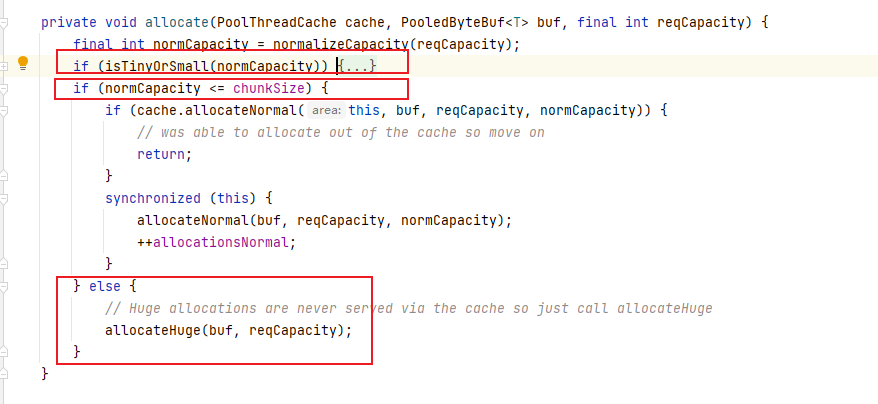 private void allocate(PoolThreadCache cache, PooledByteBuf<T> buf, final int reqCapacity) {
    final int normCapacity = normalizeCapacity(reqCapacity);
    if (isTinyOrSmall(normCapacity)) {...}
    if (normCapacity <= chunkSize) {
        if (cache.allocateNormal( area: this, buf, reqCapacity, normCapacity)) {
            // was able to allocate out of the cache so move on
            return;
        }
        synchronized (this) {
            allocateNormal(buf, reqCapacity, normCapacity);
            ++allocationsNormal;
        }
    } else {
        // Huge allocations are never served via the cache so just call allocateHuge
        allocateHuge(buf, reqCapacity);
    }
}